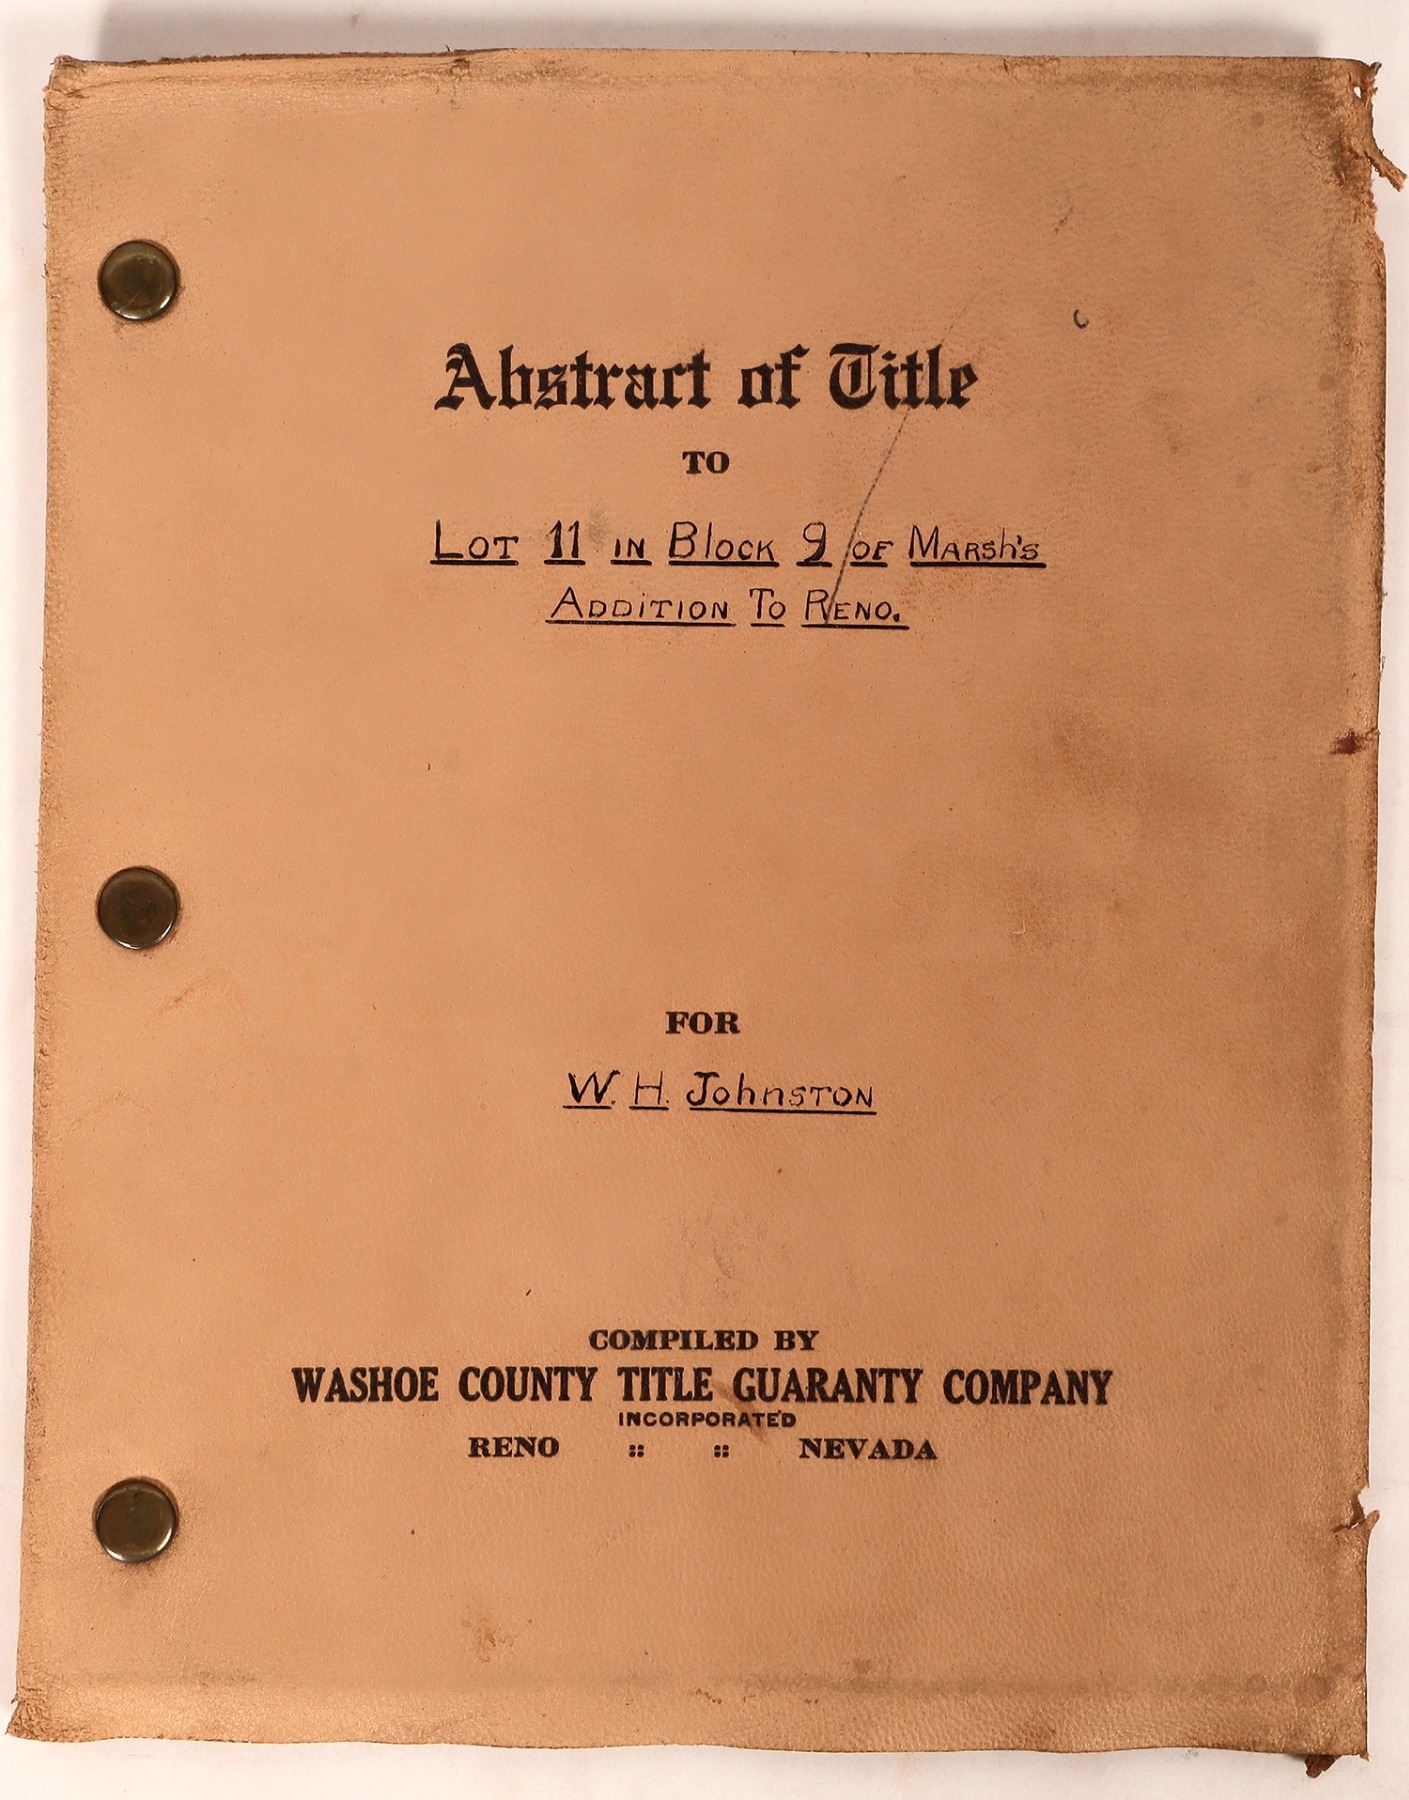 Abstract of Title
TO
LOT 11 IN BLOCK 9 OF MARSH'S
ADDITION TO RENO.
FOR
W. H. JOHNSTON
COMPILED BY
WASHOE COUNTY TITLE GUARANTY COMPANY
INCORPORATED
RENO :: :: NEVADA